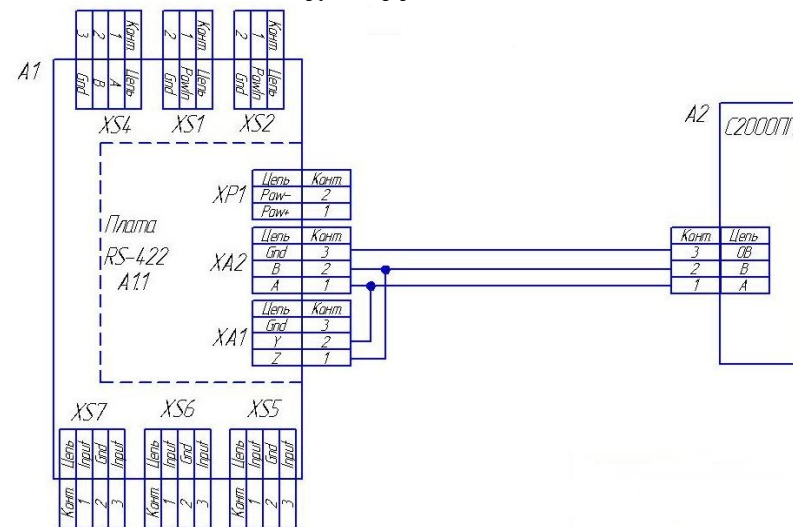 Конт. Цепь
1 A
2 B
3 Gnd
XS4
Конт. Цепь
1 PowIn
2 Gnd
XS1
Конт. Цепь
1 PowIn
2 Gnd
XS2
A1
A2
С2000П
Плата
RS-422
A1.1
XP1
Цепь Конт.
Pow- 2
Pow+ 1
XA2
Цепь Конт.
Gnd 3
B 2
A 1
XA1
Цепь Конт.
Gnd 3
Y 2
Z 1
Конт. Цепь
3 0В
2 B
1 A
XS7
Цепь Input Gnd Input
Конт. 1 2 3
XS6
Цепь Input Gnd Input
Конт. 1 2 3
XS5
Цепь Input Gnd Input
Конт. 1 2 3